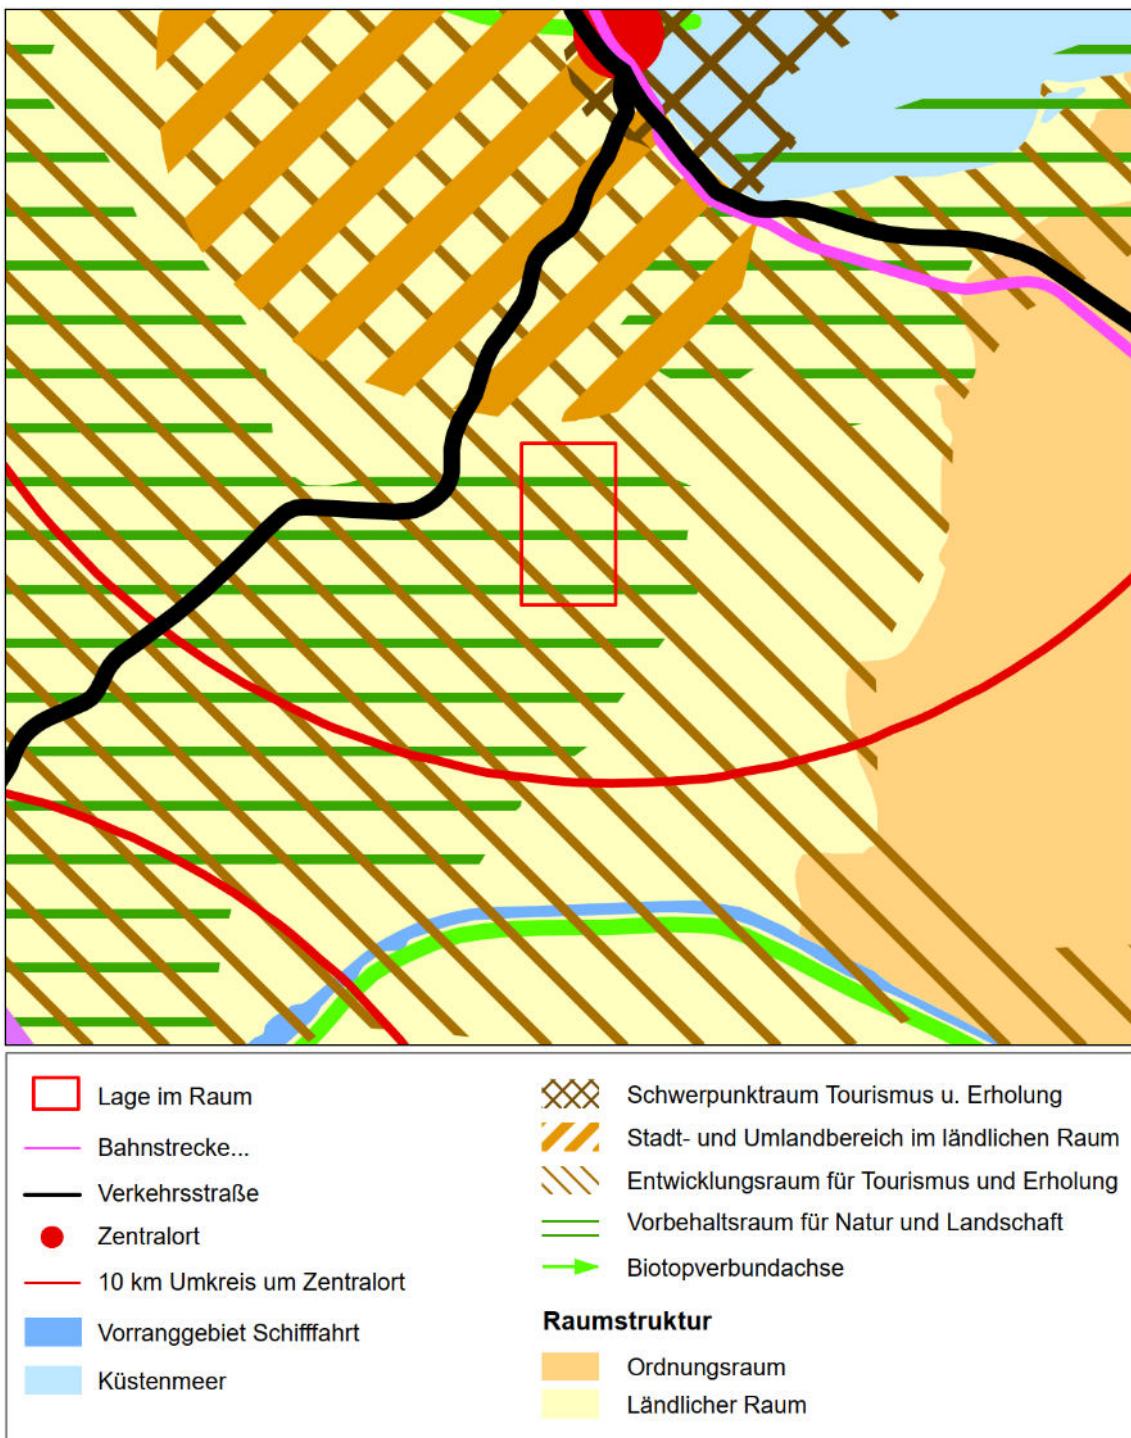 Lage im Raum
Bahnstrecke...
Verkehrsstraße
Zentralort
10 km Umkreis um Zentralort
Vorranggebiet Schifffahrt
Küstenmeer
Schwerpunktraum Tourismus u. Erholung
Stadt- und Umlandbereich im ländlichen Raum
Entwicklungsraum für Tourismus und Erholung
Vorbehaltsraum für Natur und Landschaft
Biotopverbundachse
Raumstruktur
Ordnungsraum
Ländlicher Raum